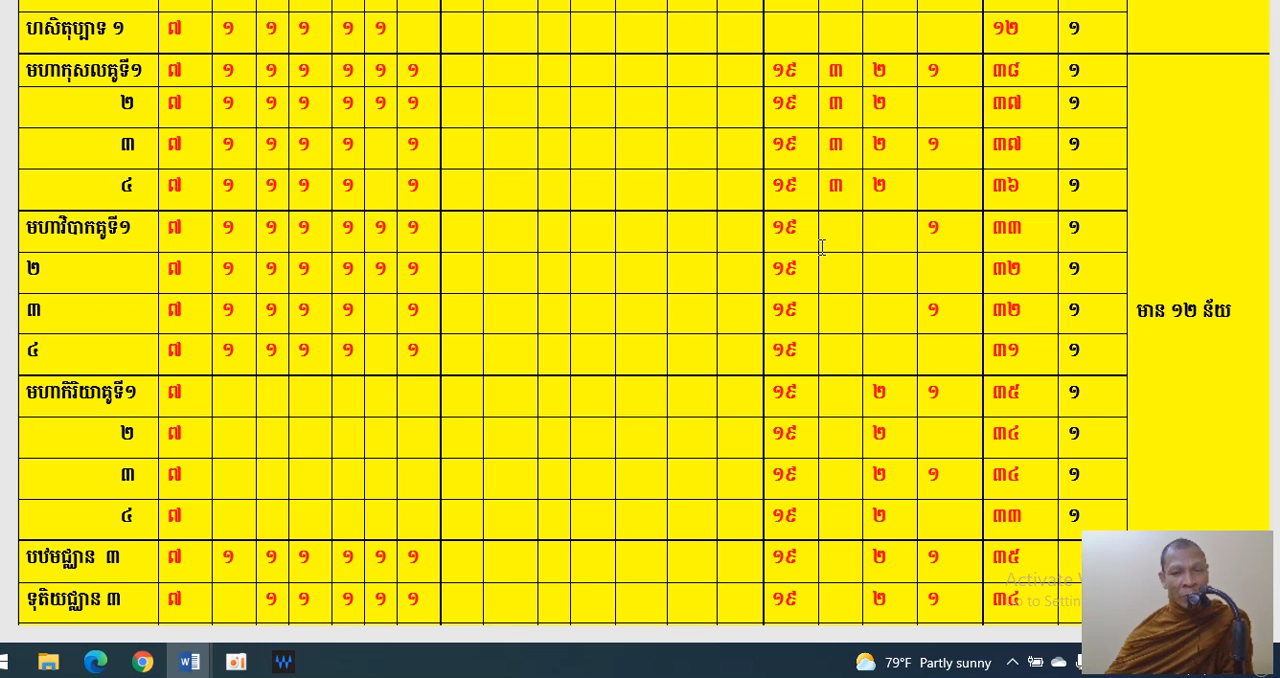 ហសិតុប្បាទ ១ ៧ ១ ១ ១ ១ ១ ១២ ១
មហាកុសលគូទី១ ៧ ១ ១ ១ ១ ១ ១ ១៩ ៣ ២ ១ ៣៨ ១
២ ៧ ១ ១ ១ ១ ១ ១ ១៩ ៣ ២ ៣៧ ១
៣ ៧ ១ ១ ១ ១ ១ ១៩ ៣ ២ ១ ៣៧ ១
៤ ៧ ១ ១ ១ ១ ១ ១៩ ៣ ២ ៣៦ ១
មហាវិបាកគូទី១ ៧ ១ ១ ១ ១ ១ ១ ១៩ ១ ៣៣ ១
២ ៧ ១ ១ ១ ១ ១ ១ ១៩ ៣២ ១
៣ ៧ ១ ១ ១ ១ ១ ១៩ ១ ៣២ ១ មាន ១២ ន័យ
៤ ៧ ១ ១ ១ ១ ១ ១៩ ៣១ ១
មហាកិរិយាគូទី១ ៧ ១៩ ២ ១ ៣៥ ១
២ ៧ ១៩ ២ ៣៤ ១
៣ ៧ ១៩ ២ ១ ៣៤ ១
៤ ៧ ១៩ ២ ៣៣ ១
បឋមជ្ឈាន ៣ ៧ ១ ១ ១ ១ ១ ១ ១៩ ២ ១ ៣៥
ទុតិយជ្ឈាន ៣ ៧ ១ ១ ១ ១ ១ ១៩ ២ ១ ៣៤
Activate
to Settin
79°F Partly sunny